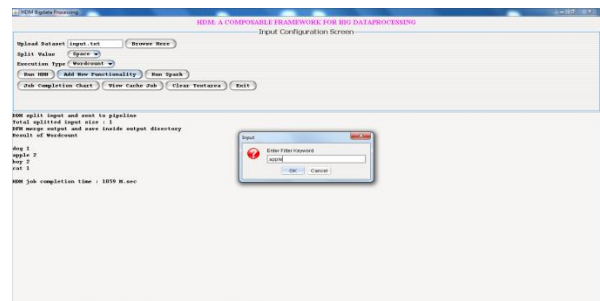 HDM Bigdata Processing
HDM: A COMPOSABLE FRAMEWORK FOR BIG DATAPROCESSING
Input Configuration Screen
Upload Dataset input.txt Browse Here
Split Value Space
Execution Type Wordcount
Run HDM Add New Functionality Run Spark
Job Completion Chart View Cache Job Clear Textarea Exit
HDM split input and sent to pipeline
Total splitted input size : 1
DFM merge output and save inside output directory
Result of Wordcount
dog 1
apple 2
boy 2
rat 1
HDM job completion time : 1059 M.sec
Input
Enter Filter Keyword
apple
OK Cancel